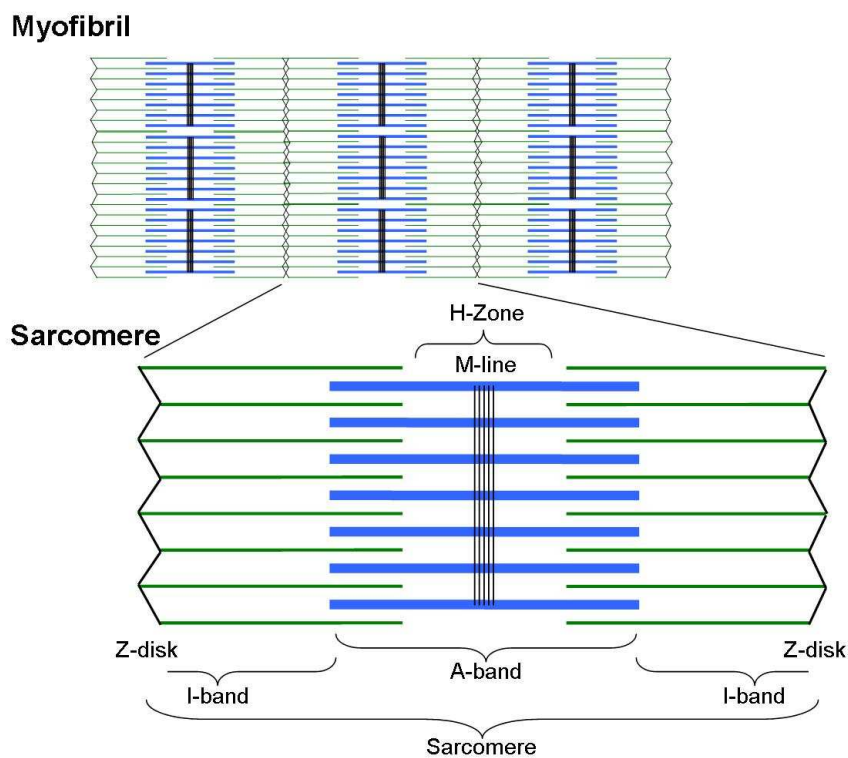 Myofibril
H-Zone
Sarcomere
M-line
Z-disk
Z-disk
A-band
I-band
I-band
Sarcomere